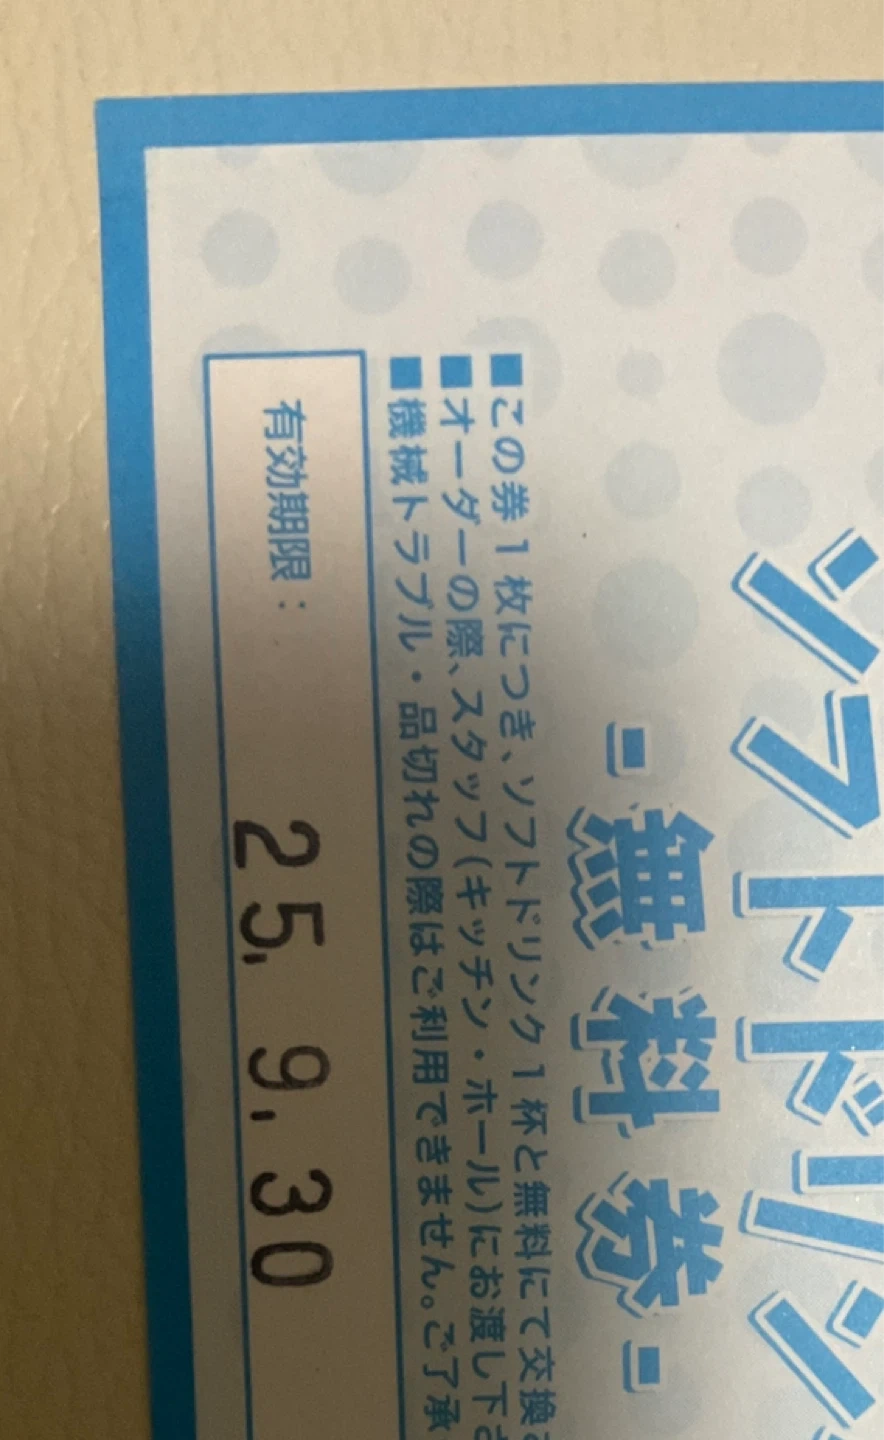 ソフトドリン
-無料券-
■この券1枚につき、ソフトドリンク1杯と無料にて交換
■オーダーの際、スタッフ(キッチン・ホール)にお渡し下さ
■機械トラブル・品切れの際はご利用できません。ご了承
有効期限: 25. 9. 30